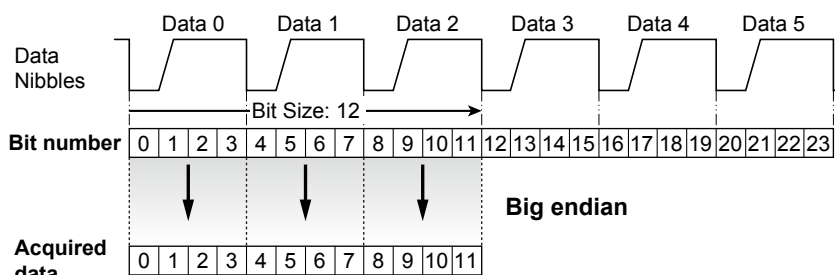 Data 0 Data 1 Data 2 Data 3 Data 4 Data 5
Data
Nibbles
Bit Size: 12
Bit number 0 1 2 3 4 5 6 7 8 9 10 11 12 13 14 15 16 17 18 19 20 21 22 23
Big endian
Acquired
data
0 1 2 3 4 5 6 7 8 9 10 11